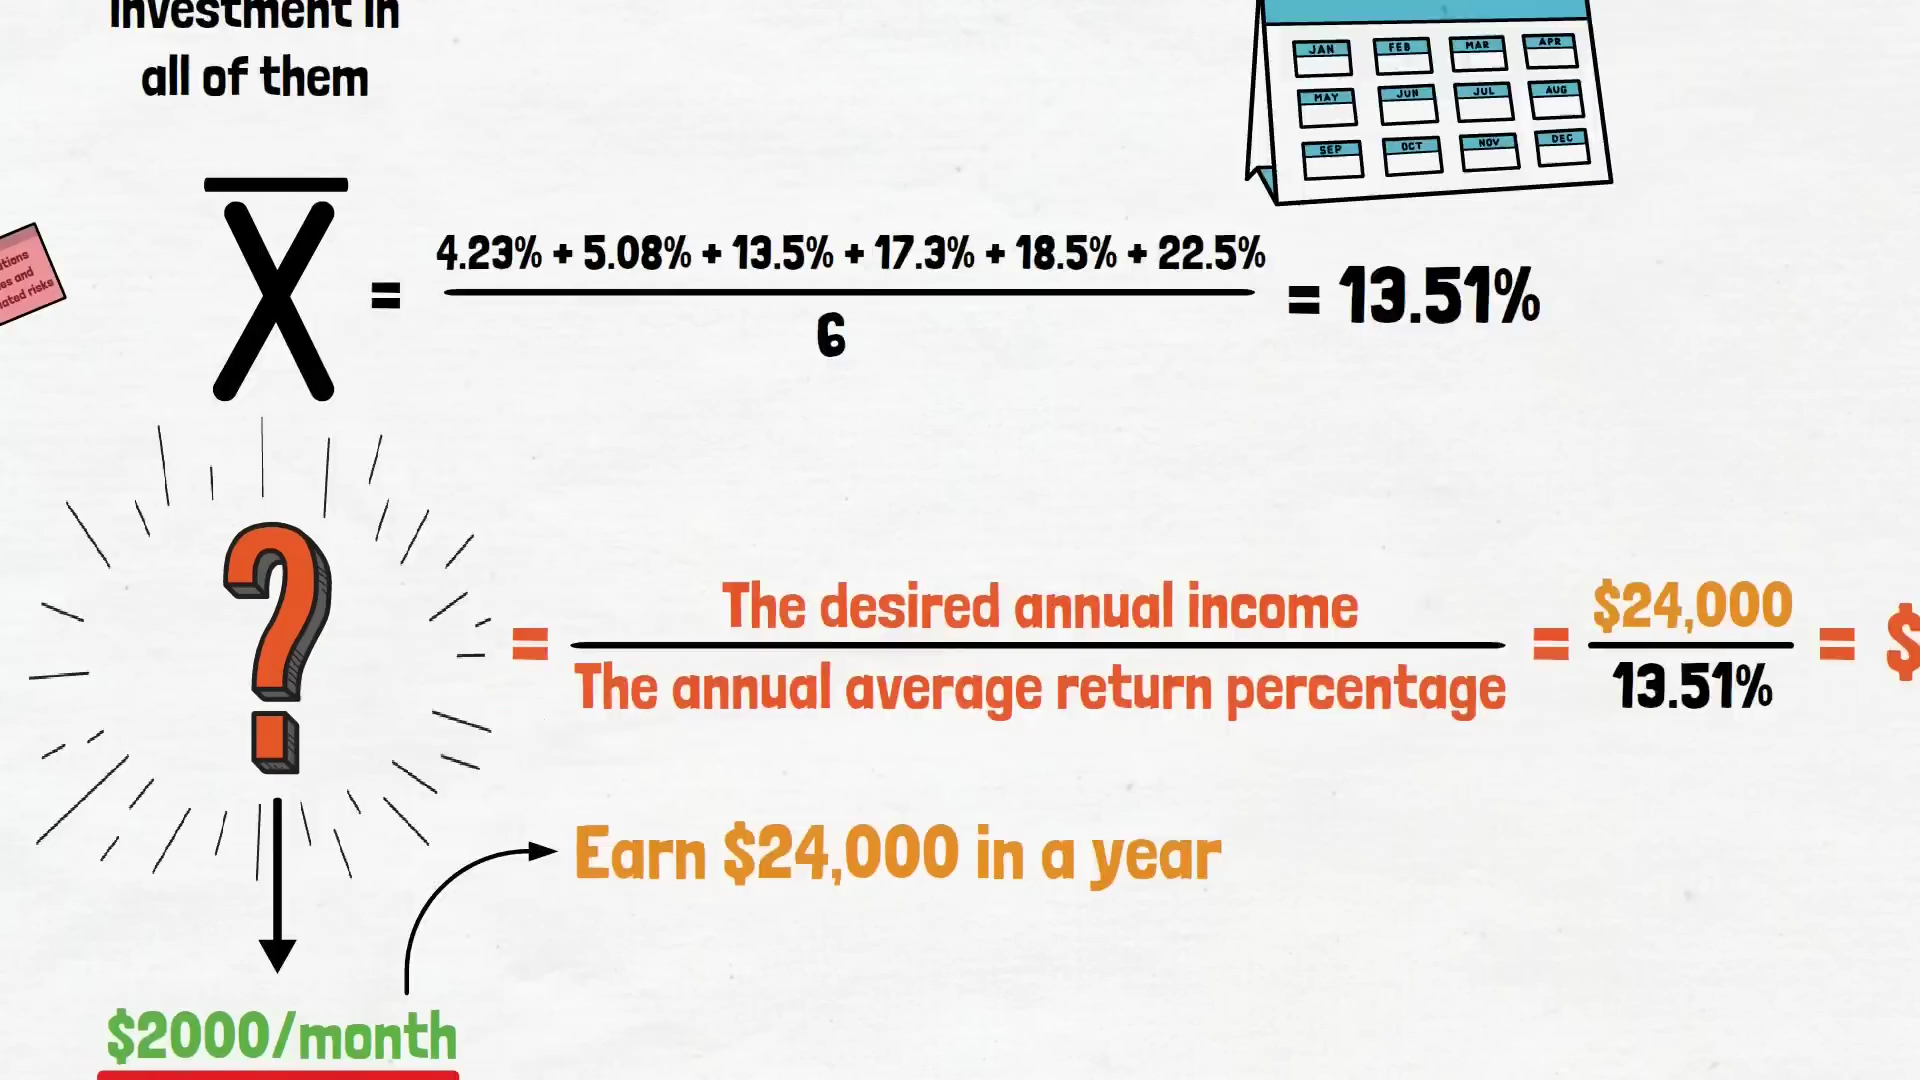 investment in
all of them
JAN FEB MAR APR
MAY JUN JUL AUG
SEP OCT NOV DEC
X = 4.23% + 5.08% + 13.5% + 17.3% + 18.5% + 22.5%
6
= 13.51%
and
risks
? = The desired annual income
The annual average return percentage
= $24,000
13.51%
= $
Earn $24,000 in a year
$2000/month